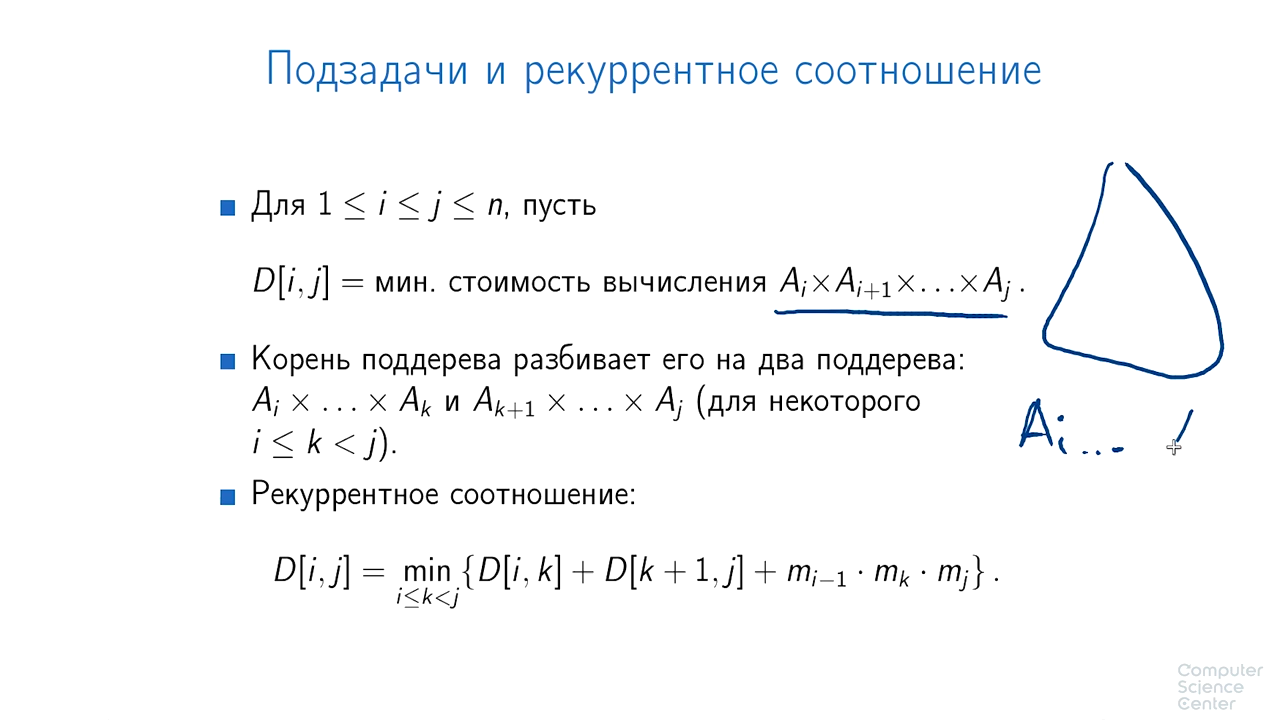 Подзадачи и рекуррентное соотношение
Для 1 ≤ i ≤ j ≤ n, пусть
D[i, j] = мин. стоимость вычисления A_i×A_{i+1}×...×A_j .
Корень поддерева разбивает его на два поддерева:
A_i × ... × A_k и A_{k+1} × ... × A_j (для некоторого
i ≤ k < j).
A_i ...
Рекуррентное соотношение:
D[i, j] = min_{i≤k<j} {D[i, k] + D[k + 1, j] + m_{i−1} · m_k · m_j} .
Computer
Science
Center